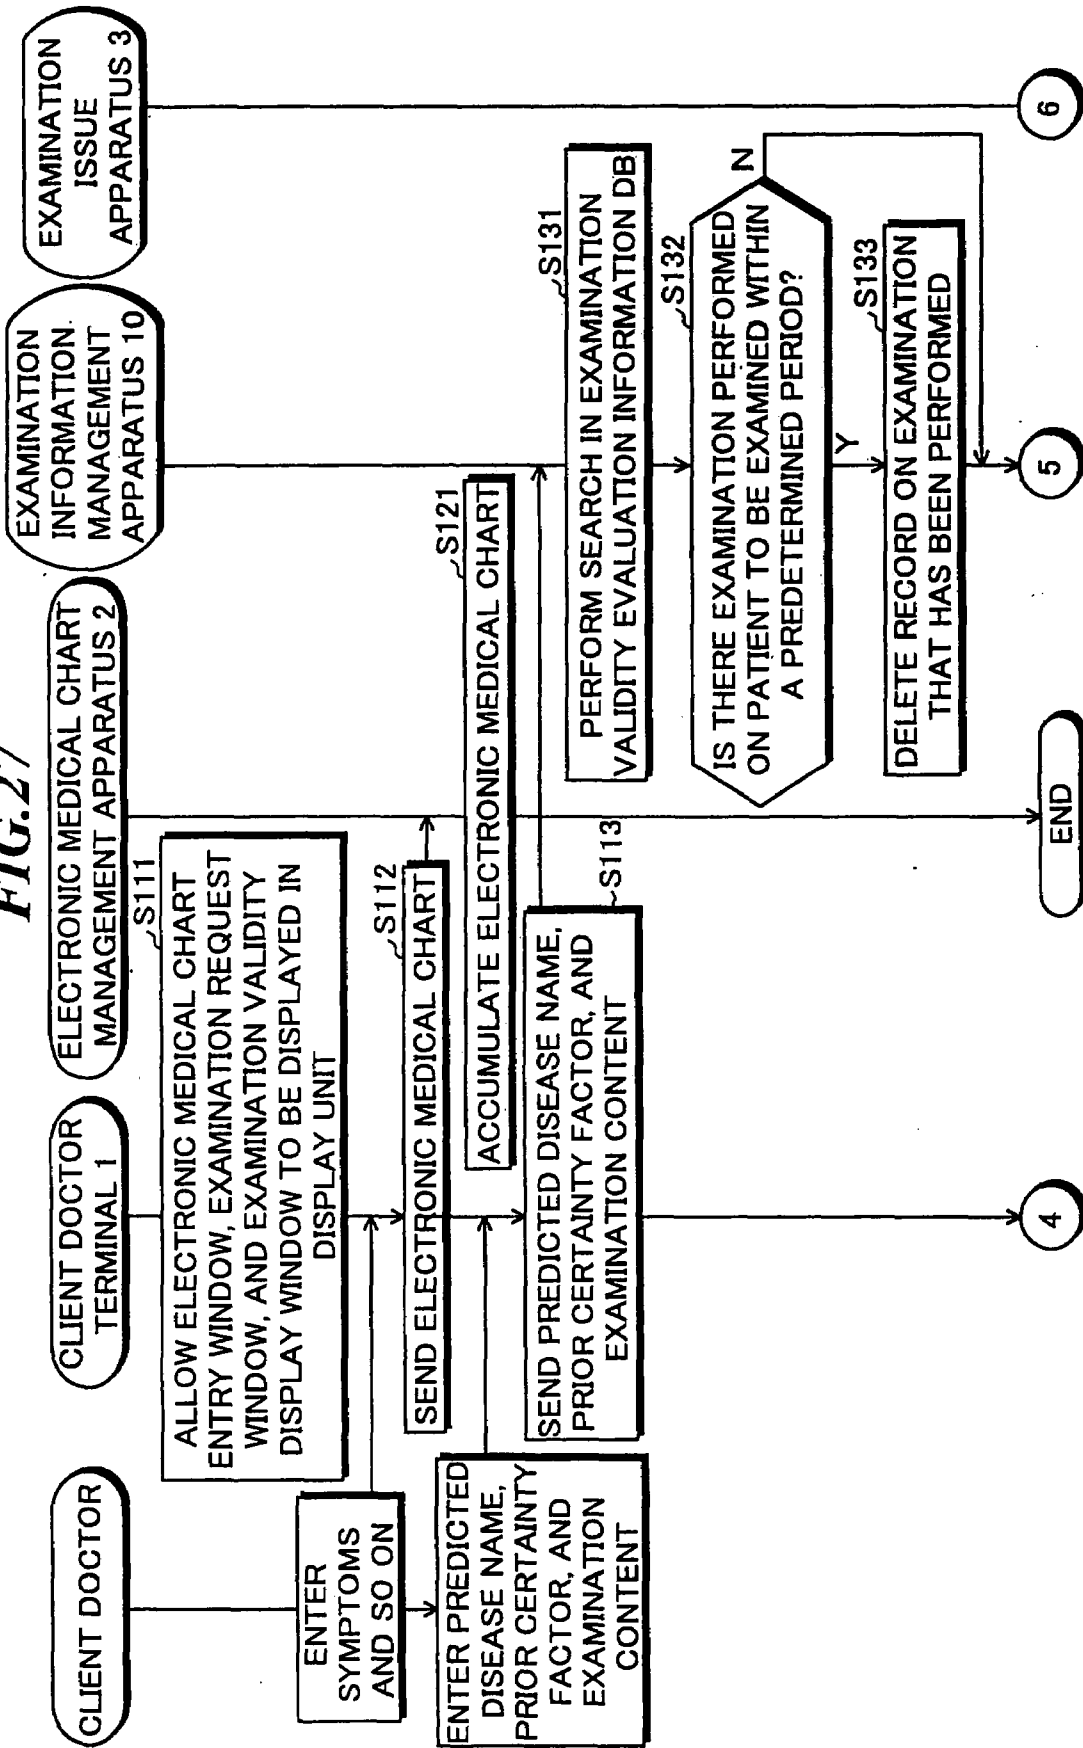 FIG.27
CLIENT DOCTOR
ENTER
SYMPTOMS
AND SO ON
ENTER PREDICTED
DISEASE NAME,
PRIOR CERTAINTY
FACTOR, AND
EXAMINATION
CONTENT
CLIENT DOCTOR
TERMINAL 1
S111
ALLOW ELECTRONIC MEDICAL CHART
ENTRY WINDOW, EXAMINATION REQUEST
WINDOW, AND EXAMINATION VALIDITY
DISPLAY WINDOW TO BE DISPLAYED IN
DISPLAY UNIT
S112
SEND ELECTRONIC MEDICAL CHART
S113
SEND PREDICTED DISEASE NAME,
PRIOR CERTAINTY FACTOR, AND
EXAMINATION CONTENT
4
ELECTRONIC MEDICAL CHART
MANAGEMENT APPARATUS 2
S121
ACCUMULATE ELECTRONIC MEDICAL CHART
END
EXAMINATION
INFORMATION.
MANAGEMENT
APPARATUS 10
S131
PERFORM SEARCH IN EXAMINATION
VALIDITY EVALUATION INFORMATION DB
S132
IS THERE EXAMINATION PERFORMED
ON PATIENT TO BE EXAMINED WITHIN
A PREDETERMINED PERIOD?
N
Y
S133
DELETE RECORD ON EXAMINATION
THAT HAS BEEN PERFORMED
5
EXAMINATION
ISSUE
APPARATUS 3
6